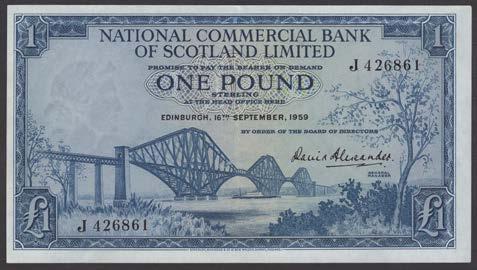 1 1
NATIONAL COMMERCIAL BANK
OF SCOTLAND LIMITED
PROMISE TO PAY THE BEARER ON DEMAND
J 426861
ONE POUND
STERLING
AT THE HEAD OFFICE HERE
EDINBURGH, 16TH SEPTEMBER, 1959
BY ORDER OF THE BOARD OF DIRECTORS
David Alexander
GENERAL
MANAGER
J 426861
£1 £1